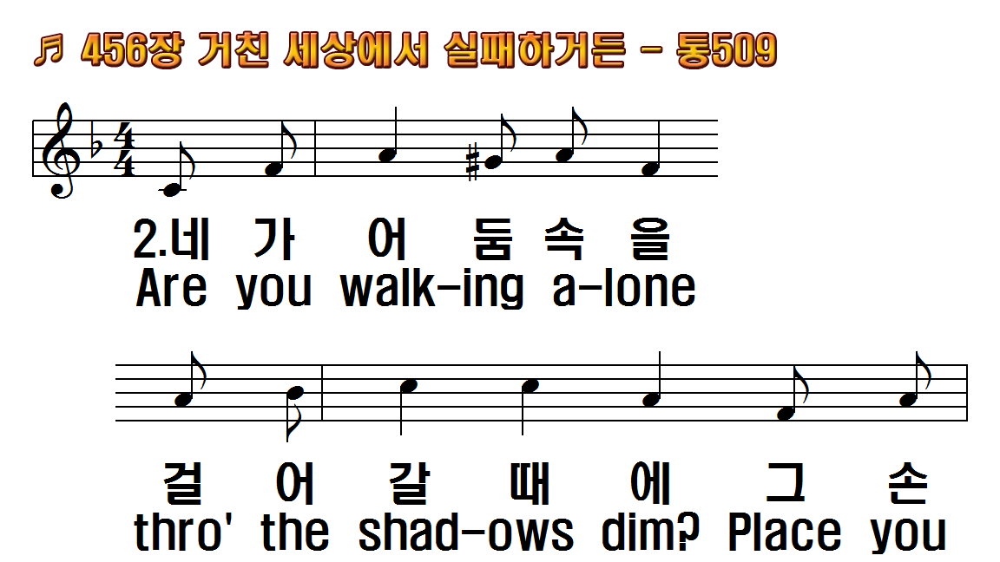 ♬ 456장 거친 세상에서 실패하거든 - 통509
2.네 가 어 둠 속 을
Are you walk-ing a-lone
걸 어 갈 때 에 그 손
thro' the shad-ows dim? Place you